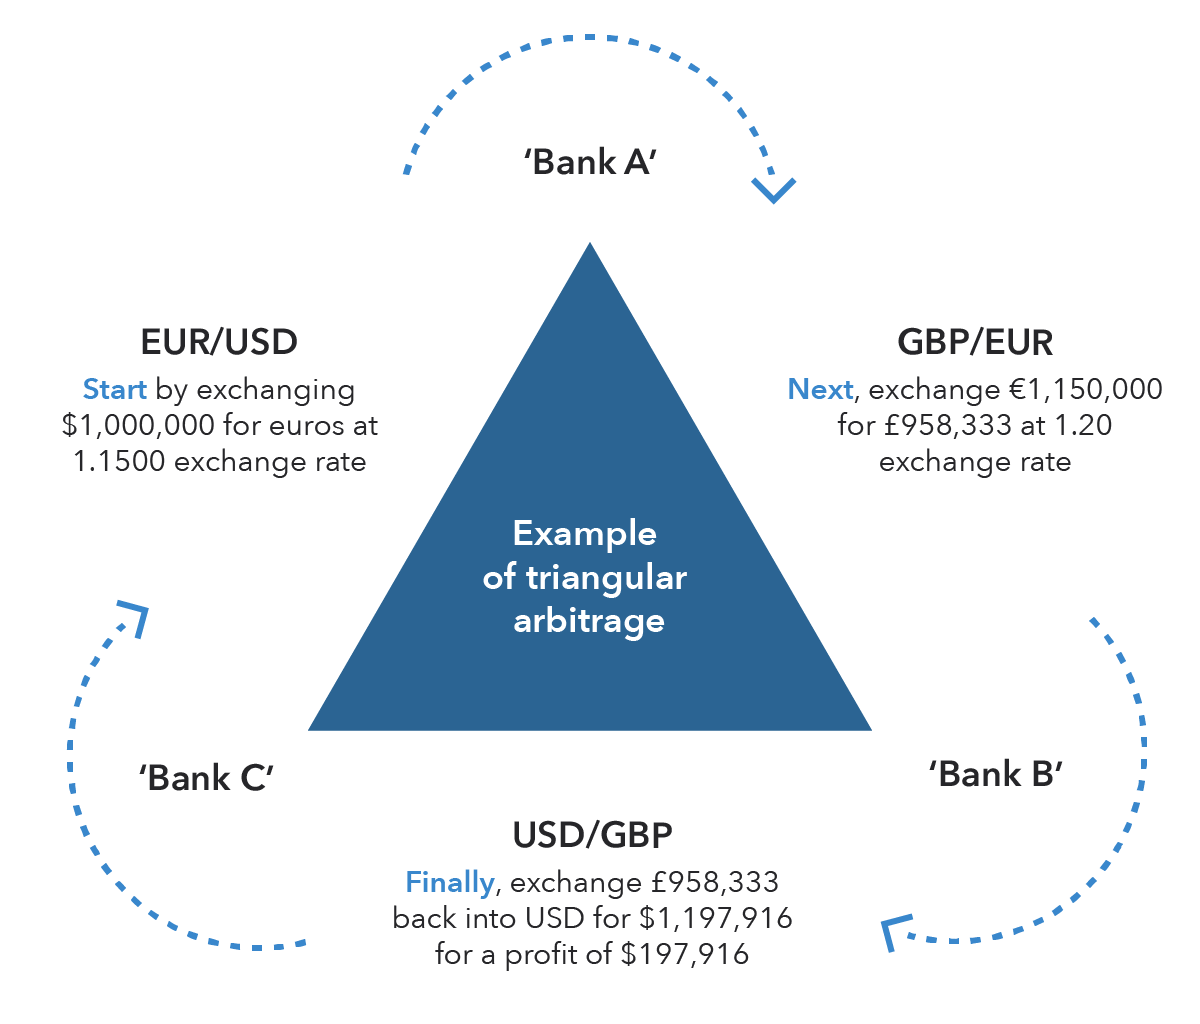 ‘Bank A’
EUR/USD
Start by exchanging
$1,000,000 for euros at
1.1500 exchange rate
GBP/EUR
Next, exchange €1,150,000
for £958,333 at 1.20
exchange rate
Example
of triangular
arbitrage
‘Bank C’
‘Bank B’
USD/GBP
Finally, exchange £958,333
back into USD for $1,197,916
for a profit of $197,916